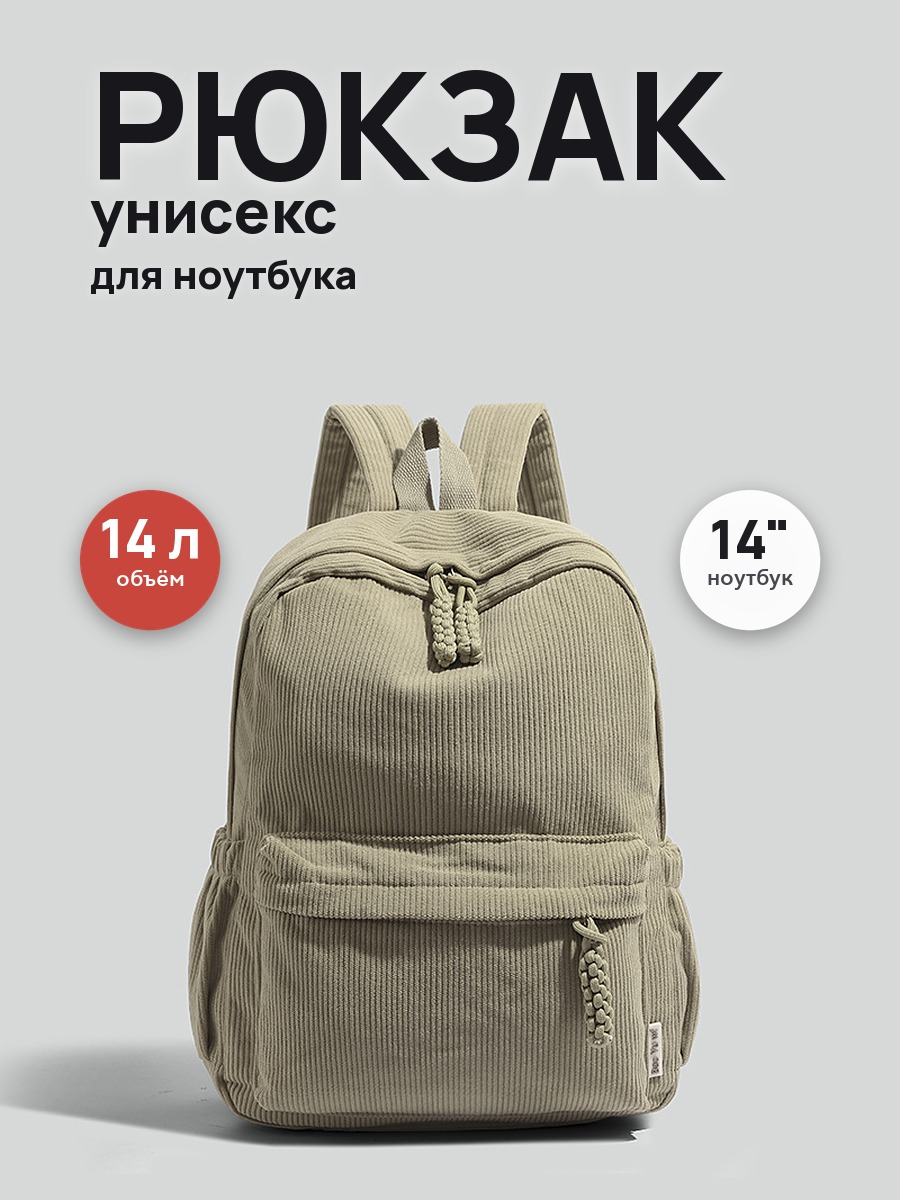 РЮКЗАК
унисекс
для ноутбука
14 л
объём
14"
ноутбук